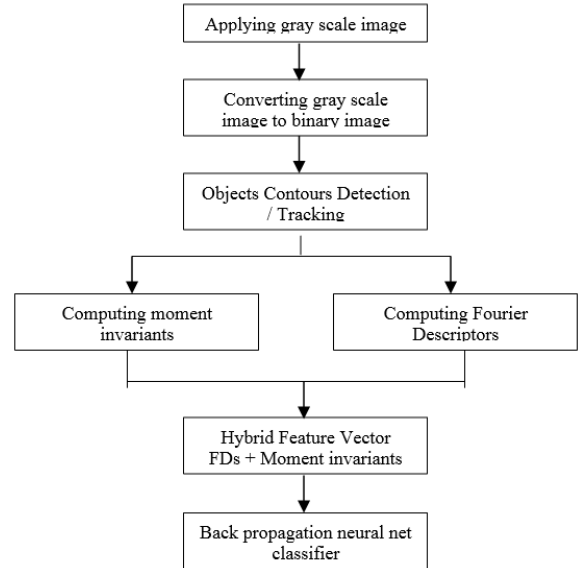 Applying gray scale image
Converting gray scale
image to binary image
Objects Contours Detection
/ Tracking
Computing moment
invariants
Computing Fourier
Descriptors
Hybrid Feature Vector
FDs + Moment invariants
Back propagation neural net
classifier